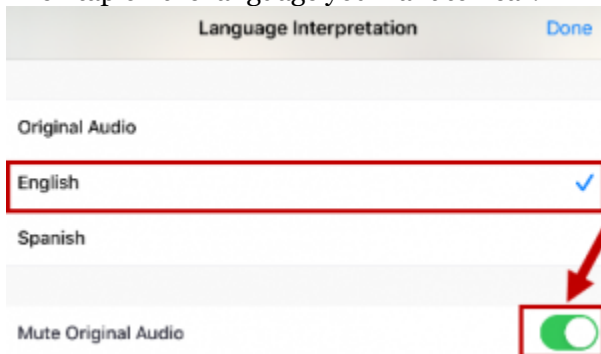 Language Interpretation Done
Original Audio
English
Spanish
Mute Original Audio